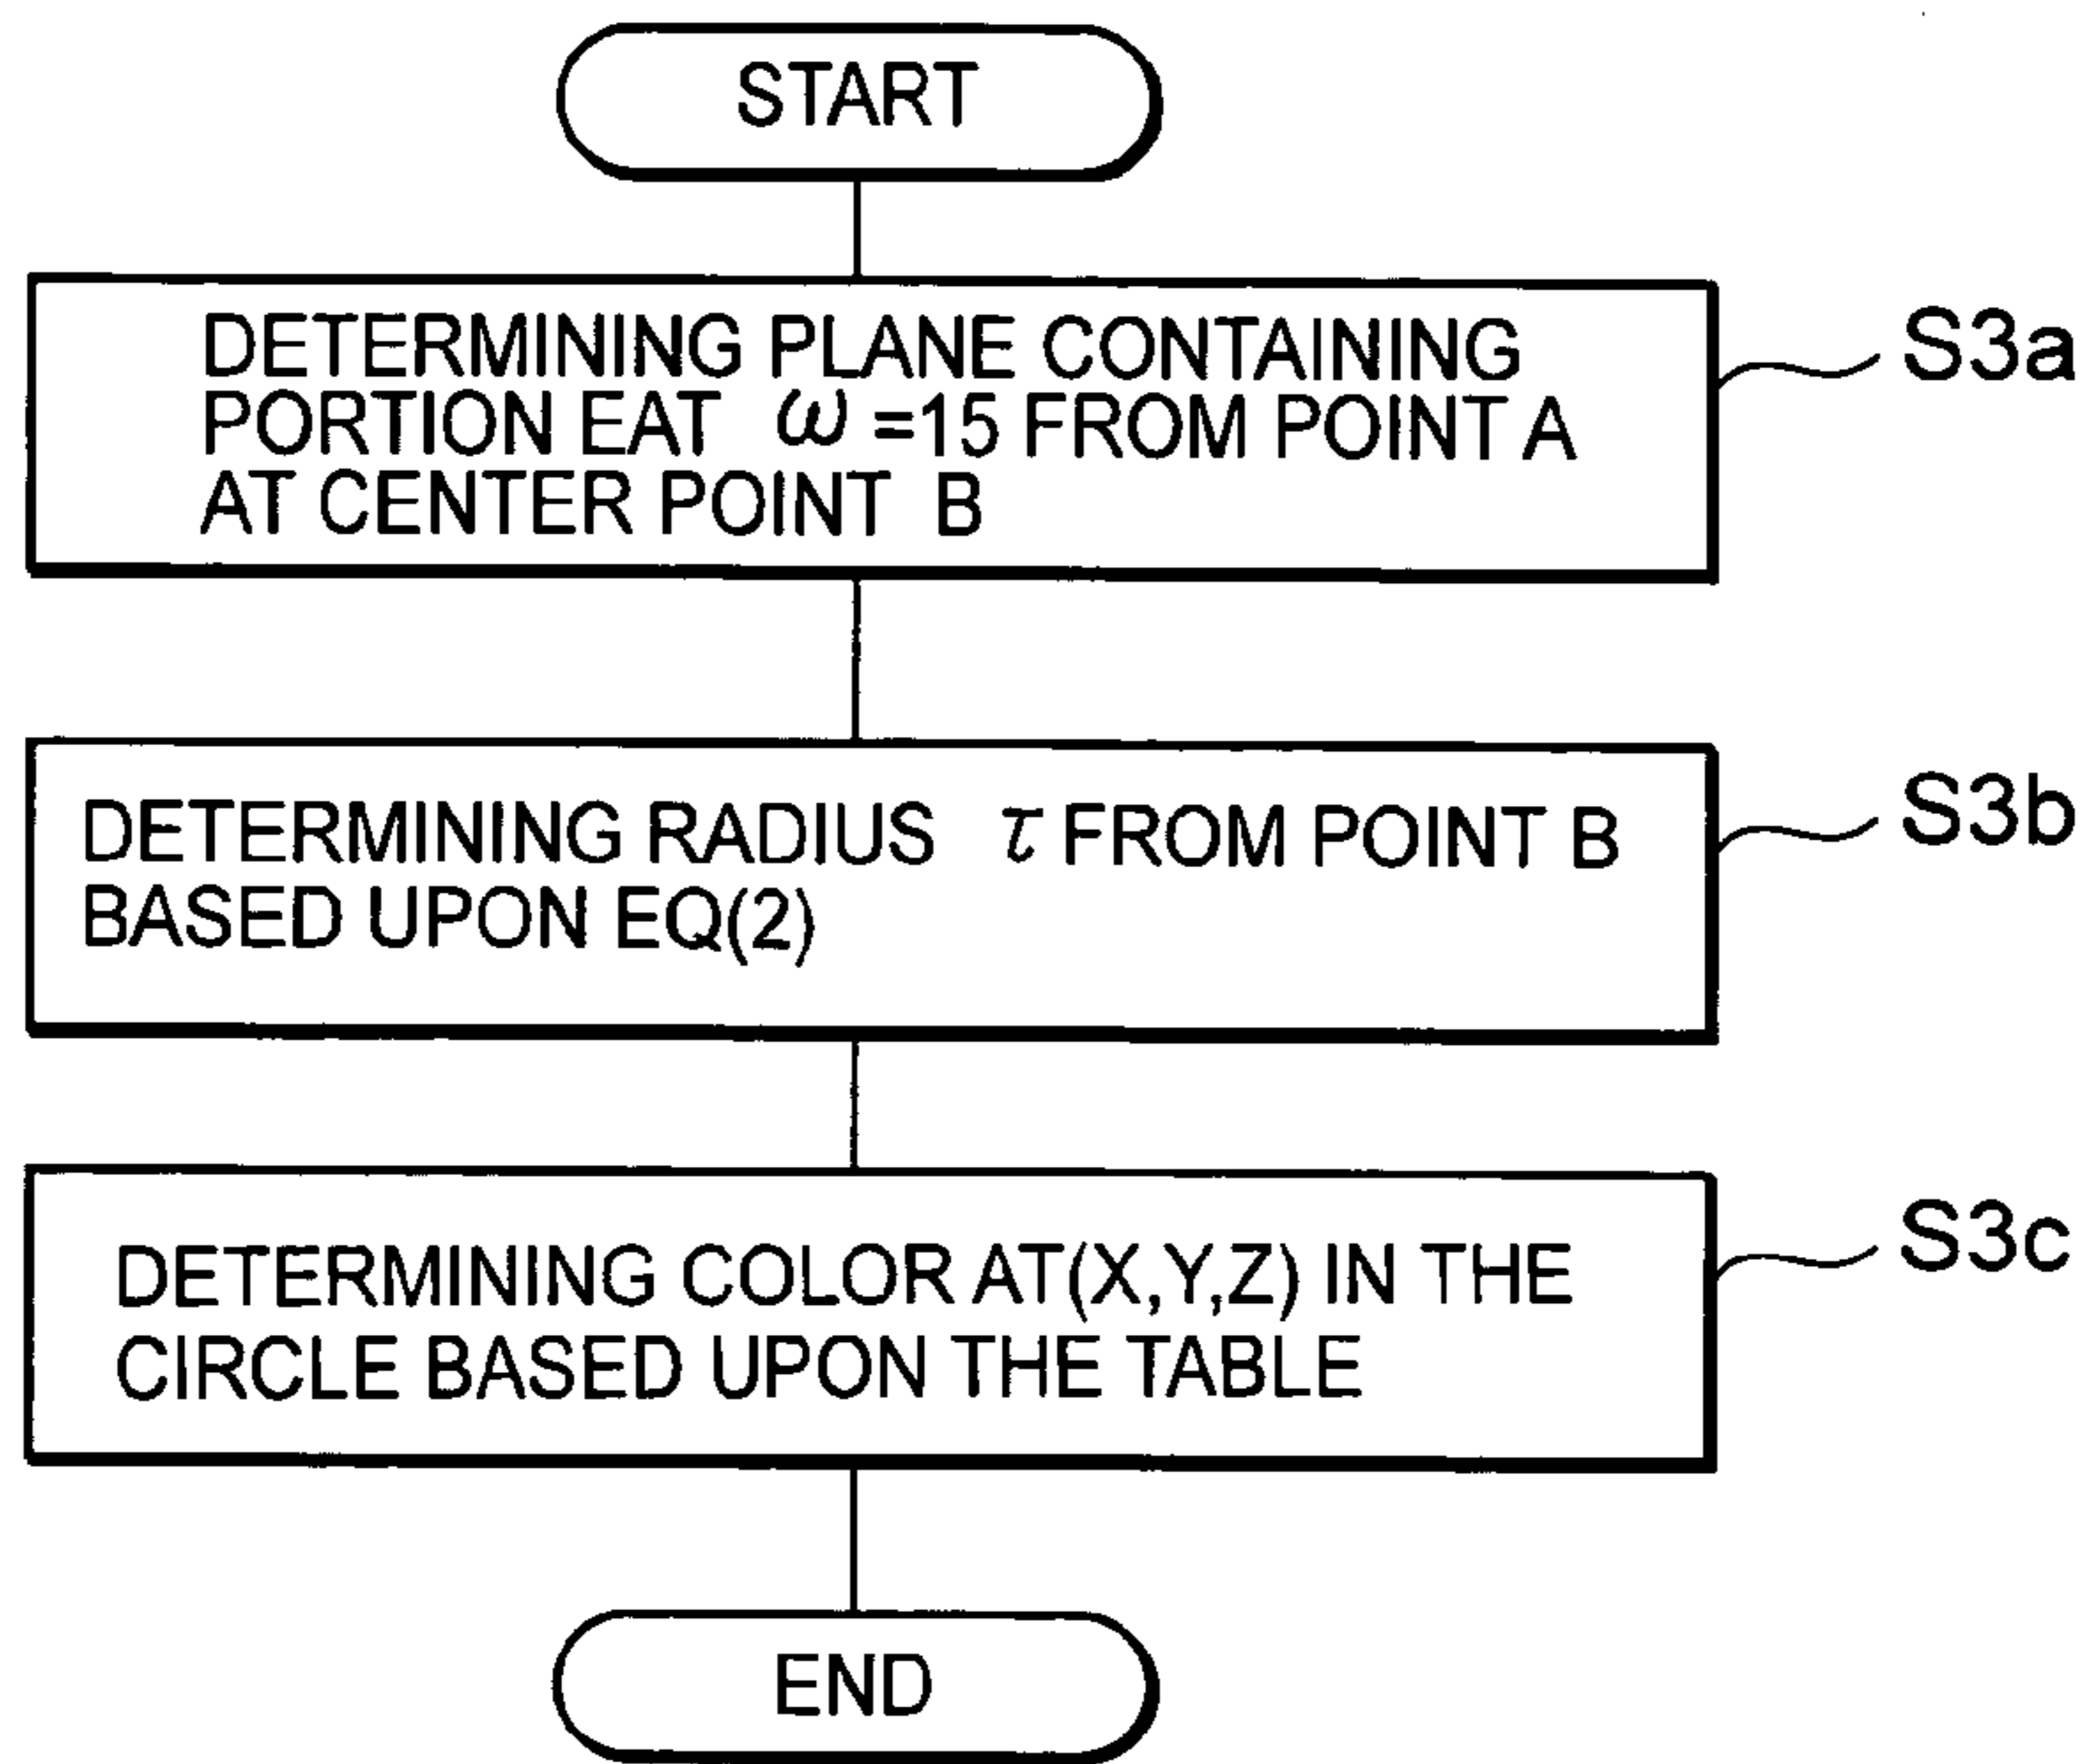 START
DETERMINING PLANE CONTAINING
PORTION EAT ω =15 FROM POINT A
AT CENTER POINT B
S3a
DETERMINING RADIUS τ FROM POINT B
BASED UPON EQ(2)
S3b
DETERMINING COLOR AT(X,Y,Z) IN THE
CIRCLE BASED UPON THE TABLE
S3c
END